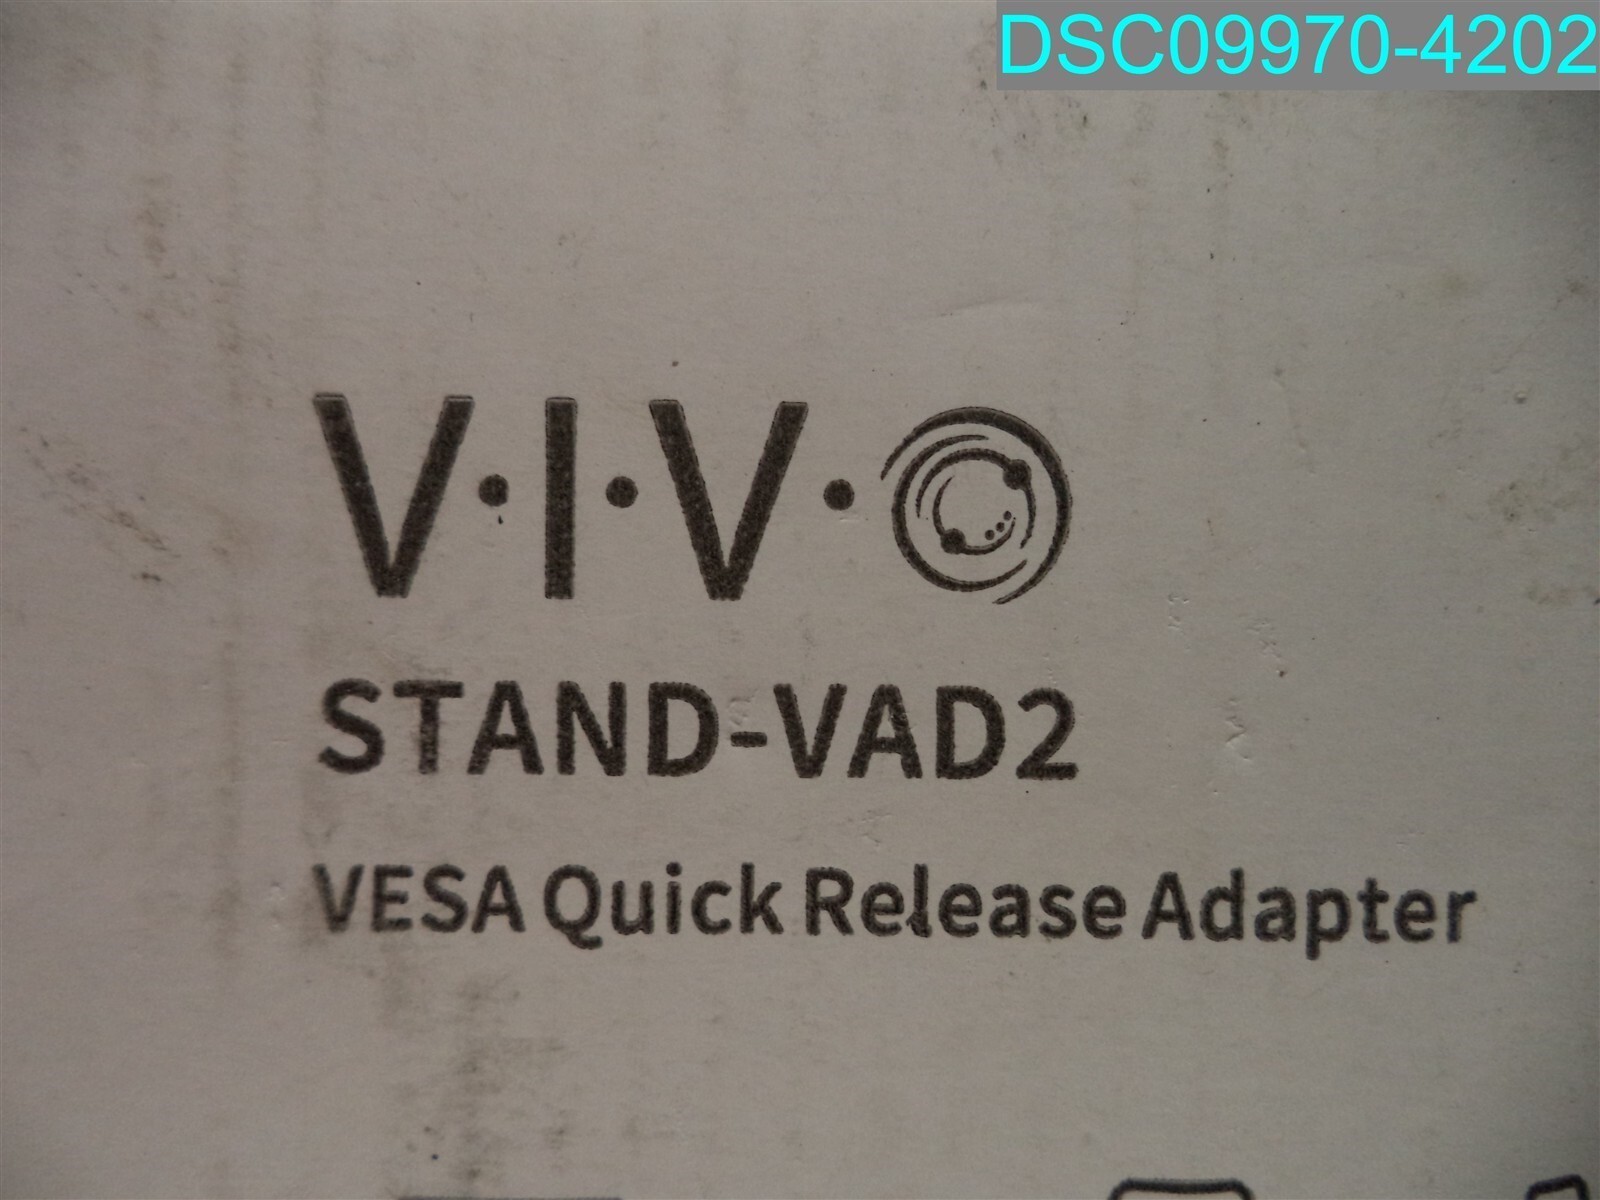 DSC09970-4202
V·I·V·O
STAND-VAD2
VESA Quick Release Adapter